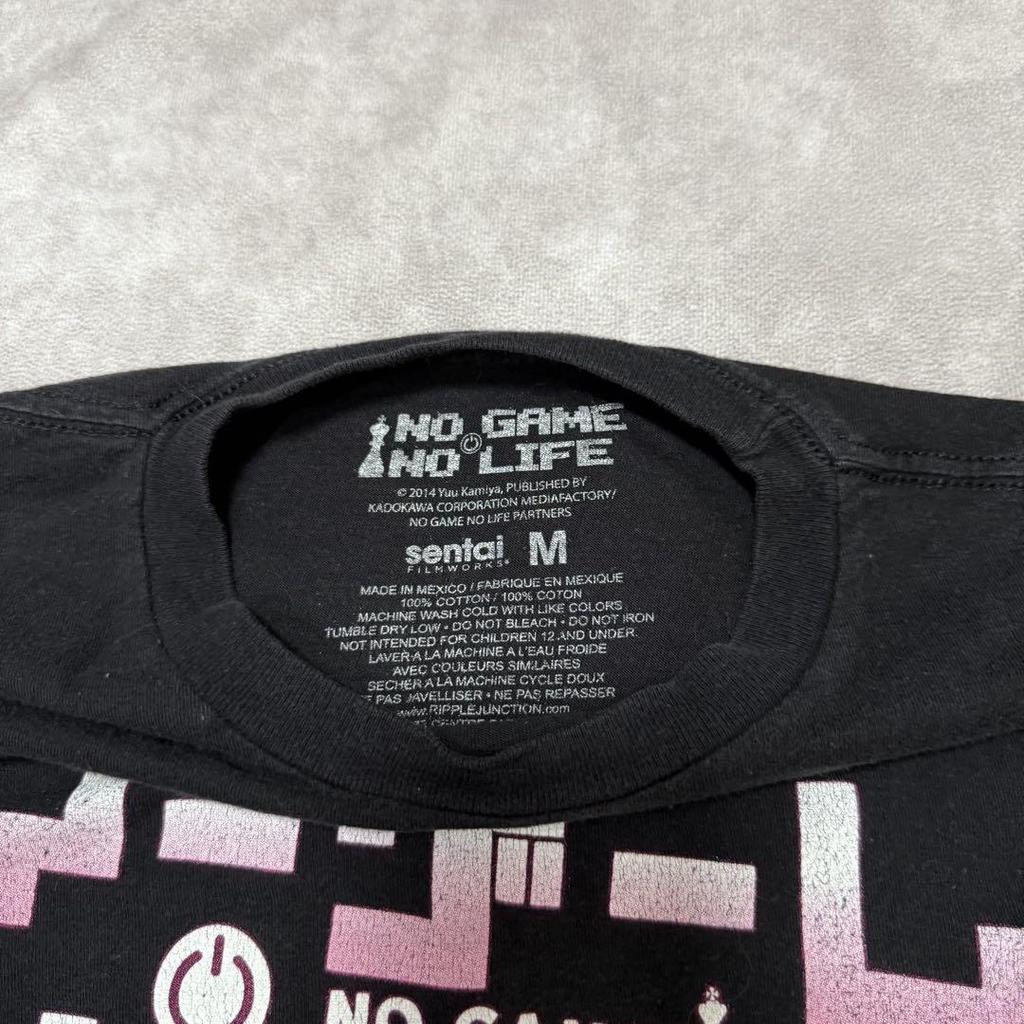 NO GAME
NO LIFE
© 2014 Yuu Kamiya, PUBLISHED BY
KADOKAWA CORPORATION MEDIAFACTORY/
NO GAME NO LIFE PARTNERS
sentai M
FILMWORKS®
MADE IN MEXICO / FABRIQUE EN MEXIQUE
100% COTTON / 100% COTON
MACHINE WASH COLD WITH LIKE COLORS
TUMBLE DRY LOW • DO NOT BLEACH • DO NOT IRON
NOT INTENDED FOR CHILDREN 12 AND UNDER
LAVER A LA MACHINE A L'EAU FROIDE
AVEC COULEURS SIMILAIRES
SECHER A LA MACHINE CYCLE DOUX
E PAS JAVELLISER • NE PAS REPASSER
www.RIPPLEJUNCTION.com
NO GAM